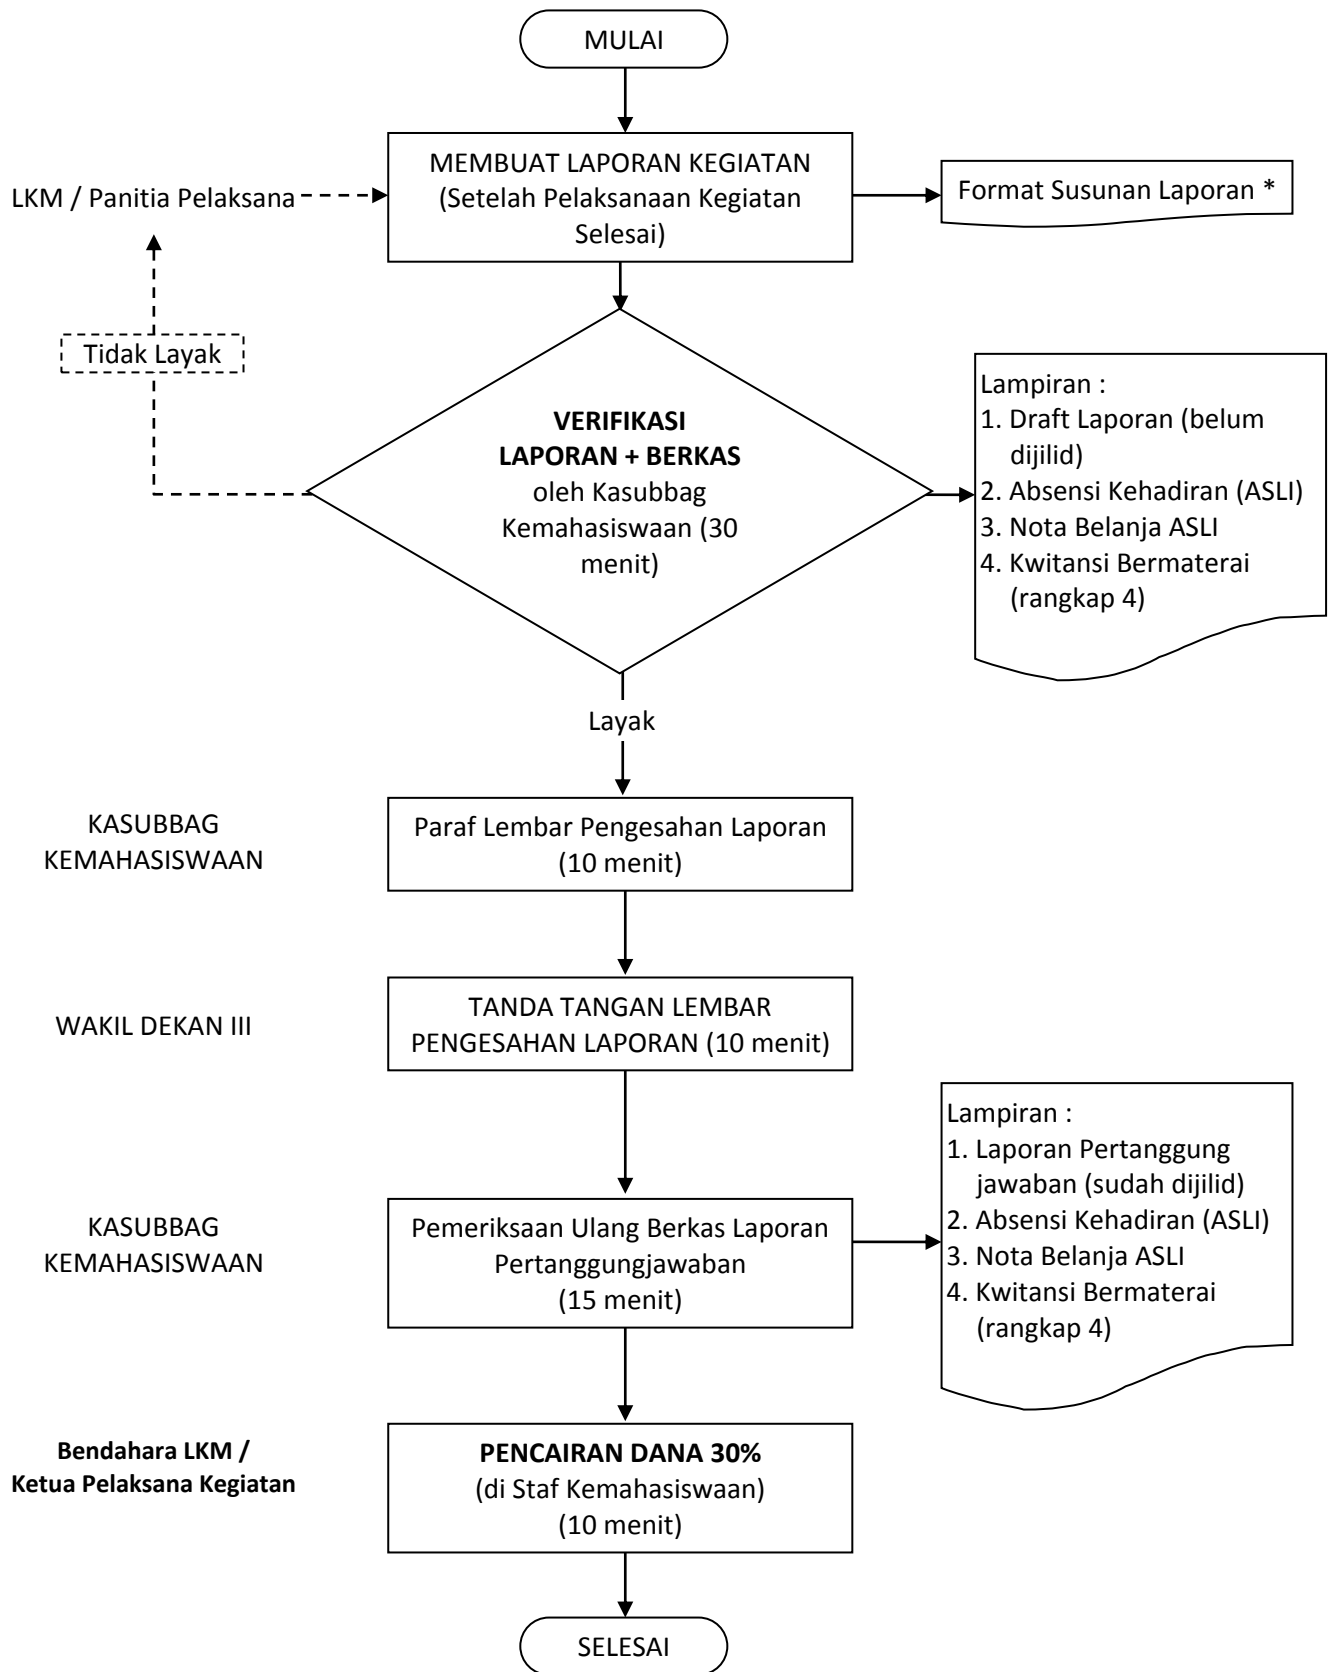 MULAI
MEMBUAT LAPORAN KEGIATAN
(Setelah Pelaksanaan Kegiatan
Selesai)
LKM / Panitia Pelaksana
Format Susunan Laporan *
Tidak Layak
VERIFIKASI
LAPORAN + BERKAS
oleh Kasubbag
Kemahasiswaan (30
menit)
Lampiran :
1. Draft Laporan (belum
dijilid)
2. Absensi Kehadiran (ASLI)
3. Nota Belanja ASLI
4. Kwitansi Bermaterai
(rangkap 4)
Layak
KASUBBAG
KEMAHASISWAAN
Paraf Lembar Pengesahan Laporan
(10 menit)
WAKIL DEKAN III
TANDA TANGAN LEMBAR
PENGESAHAN LAPORAN (10 menit)
KASUBBAG
KEMAHASISWAAN
Pemeriksaan Ulang Berkas Laporan
Pertanggungjawaban
(15 menit)
Lampiran :
1. Laporan Pertanggung
jawaban (sudah dijilid)
2. Absensi Kehadiran (ASLI)
3. Nota Belanja ASLI
4. Kwitansi Bermaterai
(rangkap 4)
Bendahara LKM /
Ketua Pelaksana Kegiatan
PENCAIRAN DANA 30%
(di Staf Kemahasiswaan)
(10 menit)
SELESAI